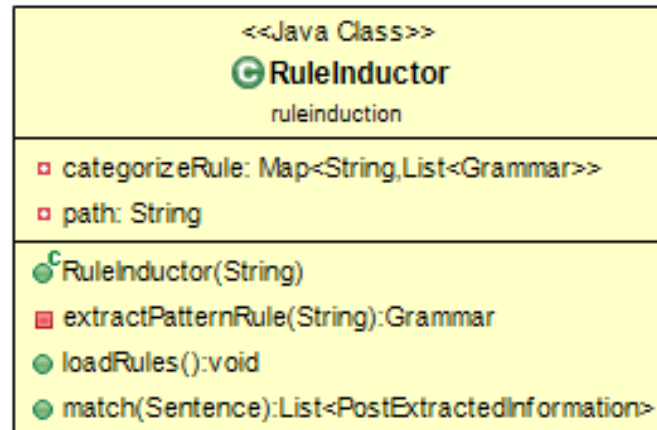 <<Java Class>>
C RuleInductor
ruleinduction
categorizeRule: Map<String,List<Grammar>>
path: String
C RuleInductor(String)
extractPatternRule(String):Grammar
loadRules():void
match(Sentence):List<PostExtractedInformation>